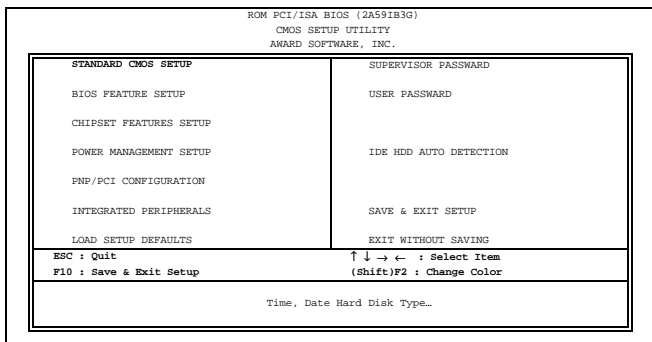 ROM PCI/ISA BIOS (2A59IB3G)
CMOS SETUP UTILITY
AWARD SOFTWARE, INC.
STANDARD CMOS SETUP
SUPERVISOR PASSWARD
BIOS FEATURE SETUP
USER PASSWARD
CHIPSET FEATURES SETUP
POWER MANAGEMENT SETUP
IDE HDD AUTO DETECTION
PNP/PCI CONFIGURATION
INTEGRATED PERIPHERALS
SAVE & EXIT SETUP
LOAD SETUP DEFAULTS
EXIT WITHOUT SAVING
ESC : Quit
↑ ↓ → ← : Select Item
F10 : Save & Exit Setup
(Shift)F2 : Change Color
Time, Date Hard Disk Type…